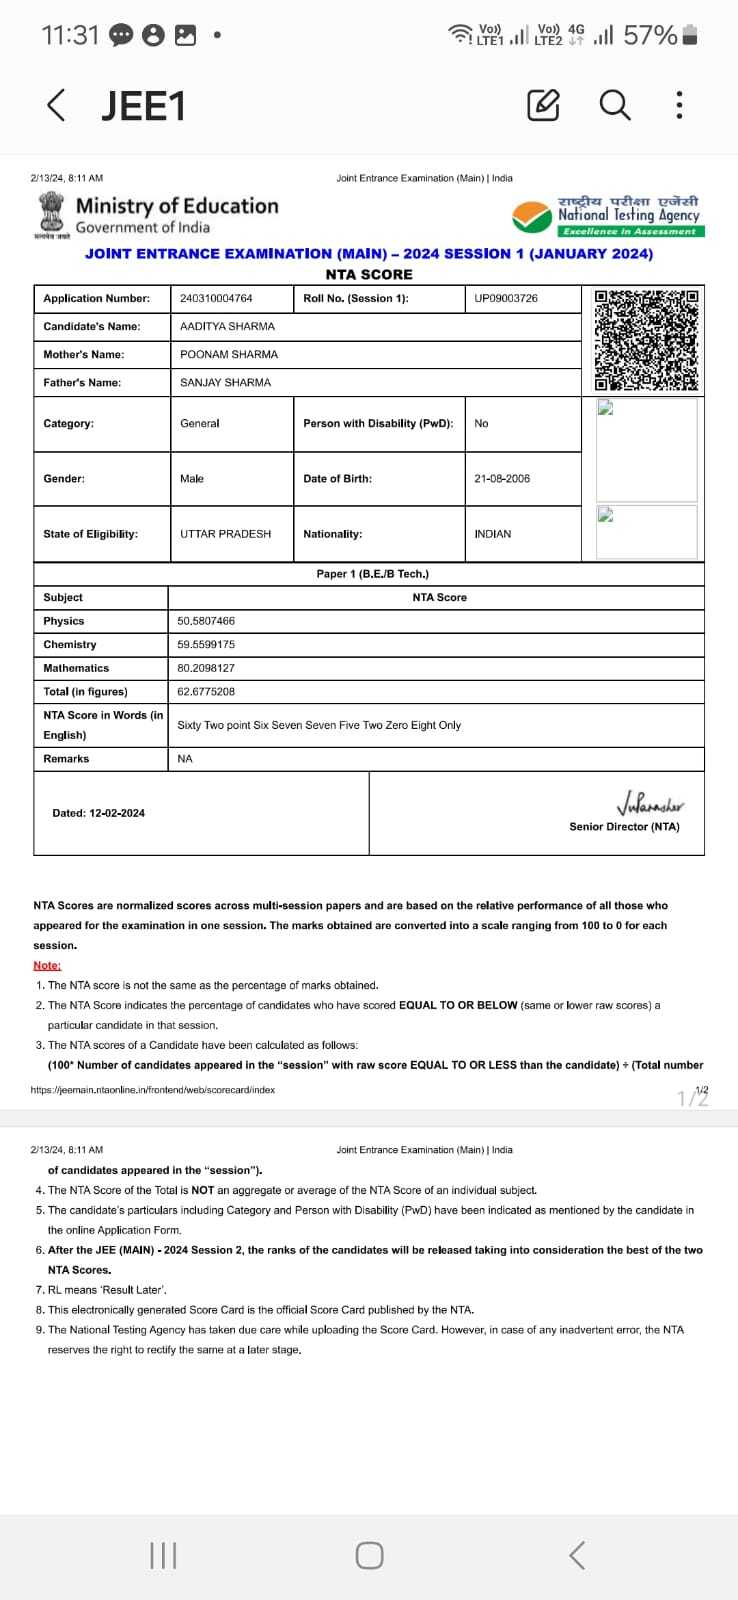 11:31
Vo)) LTE1 Vo)) LTE2 4G 57%
JEE1
2/13/24, 8:11 AM Joint Entrance Examination (Main) | India
सत्यमेव जयते
Ministry of Education
Government of India
राष्ट्रीय परीक्षा एजेंसी
National Testing Agency
Excellence in Assessment
JOINT ENTRANCE EXAMINATION (MAIN) – 2024 SESSION 1 (JANUARY 2024)
NTA SCORE
Application Number: 240310004764 Roll No. (Session 1): UP09003726
Candidate's Name: AADITYA SHARMA
Mother's Name: POONAM SHARMA
Father's Name: SANJAY SHARMA
Category: General Person with Disability (PwD): No
Gender: Male Date of Birth: 21-08-2006
State of Eligibility: UTTAR PRADESH Nationality: INDIAN
Paper 1 (B.E./B Tech.)
Subject NTA Score
Physics 50.5807466
Chemistry 59.5599175
Mathematics 80.2098127
Total (in figures) 62.6775208
NTA Score in Words (in English) Sixty Two point Six Seven Seven Five Two Zero Eight Only
Remarks NA
Dated: 12-02-2024
Senior Director (NTA)
NTA Scores are normalized scores across multi-session papers and are based on the relative performance of all those who
appeared for the examination in one session. The marks obtained are converted into a scale ranging from 100 to 0 for each
session.
Note:
1. The NTA score is not the same as the percentage of marks obtained.
2. The NTA Score indicates the percentage of candidates who have scored EQUAL TO OR BELOW (same or lower raw scores) a
particular candidate in that session.
3. The NTA scores of a Candidate have been calculated as follows:
(100* Number of candidates appeared in the “session” with raw score EQUAL TO OR LESS than the candidate) ÷ (Total number
https://jeemain.ntaonline.in/frontend/web/scorecard/index 1/2
1/2
2/13/24, 8:11 AM Joint Entrance Examination (Main) | India
of candidates appeared in the “session”).
4. The NTA Score of the Total is NOT an aggregate or average of the NTA Score of an individual subject.
5. The candidate's particulars including Category and Person with Disability (PwD) have been indicated as mentioned by the candidate in
the online Application Form.
6. After the JEE (MAIN) - 2024 Session 2, the ranks of the candidates will be released taking into consideration the best of the two
NTA Scores.
7. RL means 'Result Later'.
8. This electronically generated Score Card is the official Score Card published by the NTA.
9. The National Testing Agency has taken due care while uploading the Score Card. However, in case of any inadvertent error, the NTA
reserves the right to rectify the same at a later stage.